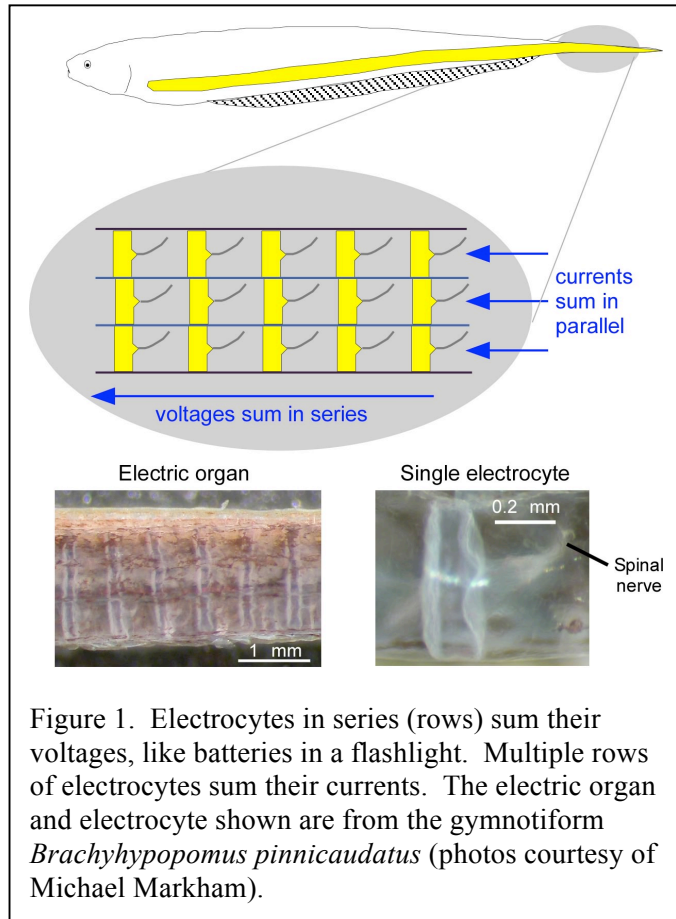 currents
sum in
parallel
voltages sum in series
Electric organ
Single electrocyte
0.2 mm
Spinal
nerve
1 mm
Figure 1. Electrocytes in series (rows) sum their
voltages, like batteries in a flashlight. Multiple rows
of electrocytes sum their currents. The electric organ
and electrocyte shown are from the gymnotiform
Brachyhypopomus pinnicaudatus (photos courtesy of
Michael Markham).